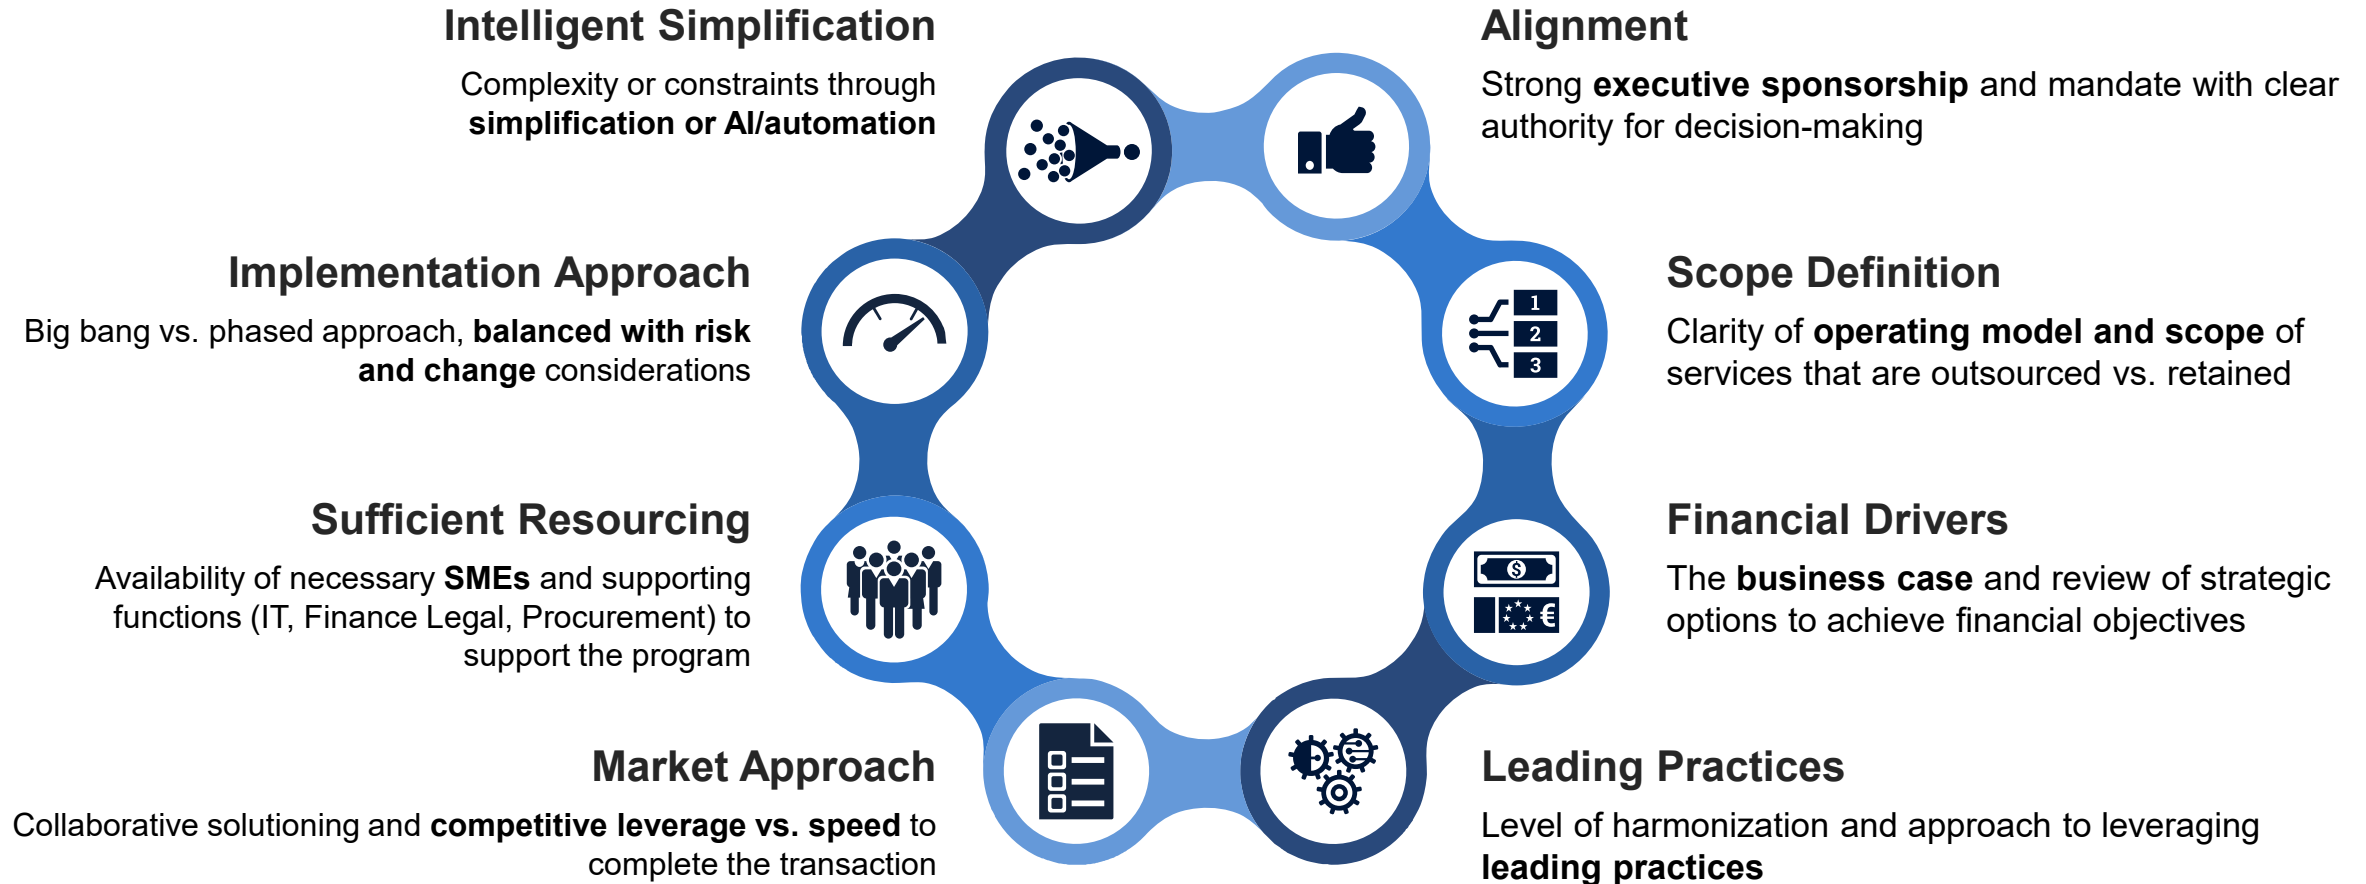 Intelligent Simplification
Complexity or constraints through
simplification or AI/automation
Alignment
Strong executive sponsorship and mandate with clear
authority for decision-making
Implementation Approach
Big bang vs. phased approach, balanced with risk
and change considerations
Scope Definition
Clarity of operating model and scope of
services that are outsourced vs. retained
1
2
3
Sufficient Resourcing
Availability of necessary SMEs and supporting
functions (IT, Finance Legal, Procurement) to
support the program
Financial Drivers
The business case and review of strategic
options to achieve financial objectives
$
€
Market Approach
Collaborative solutioning and competitive leverage vs. speed to
complete the transaction
Leading Practices
Level of harmonization and approach to leveraging
leading practices